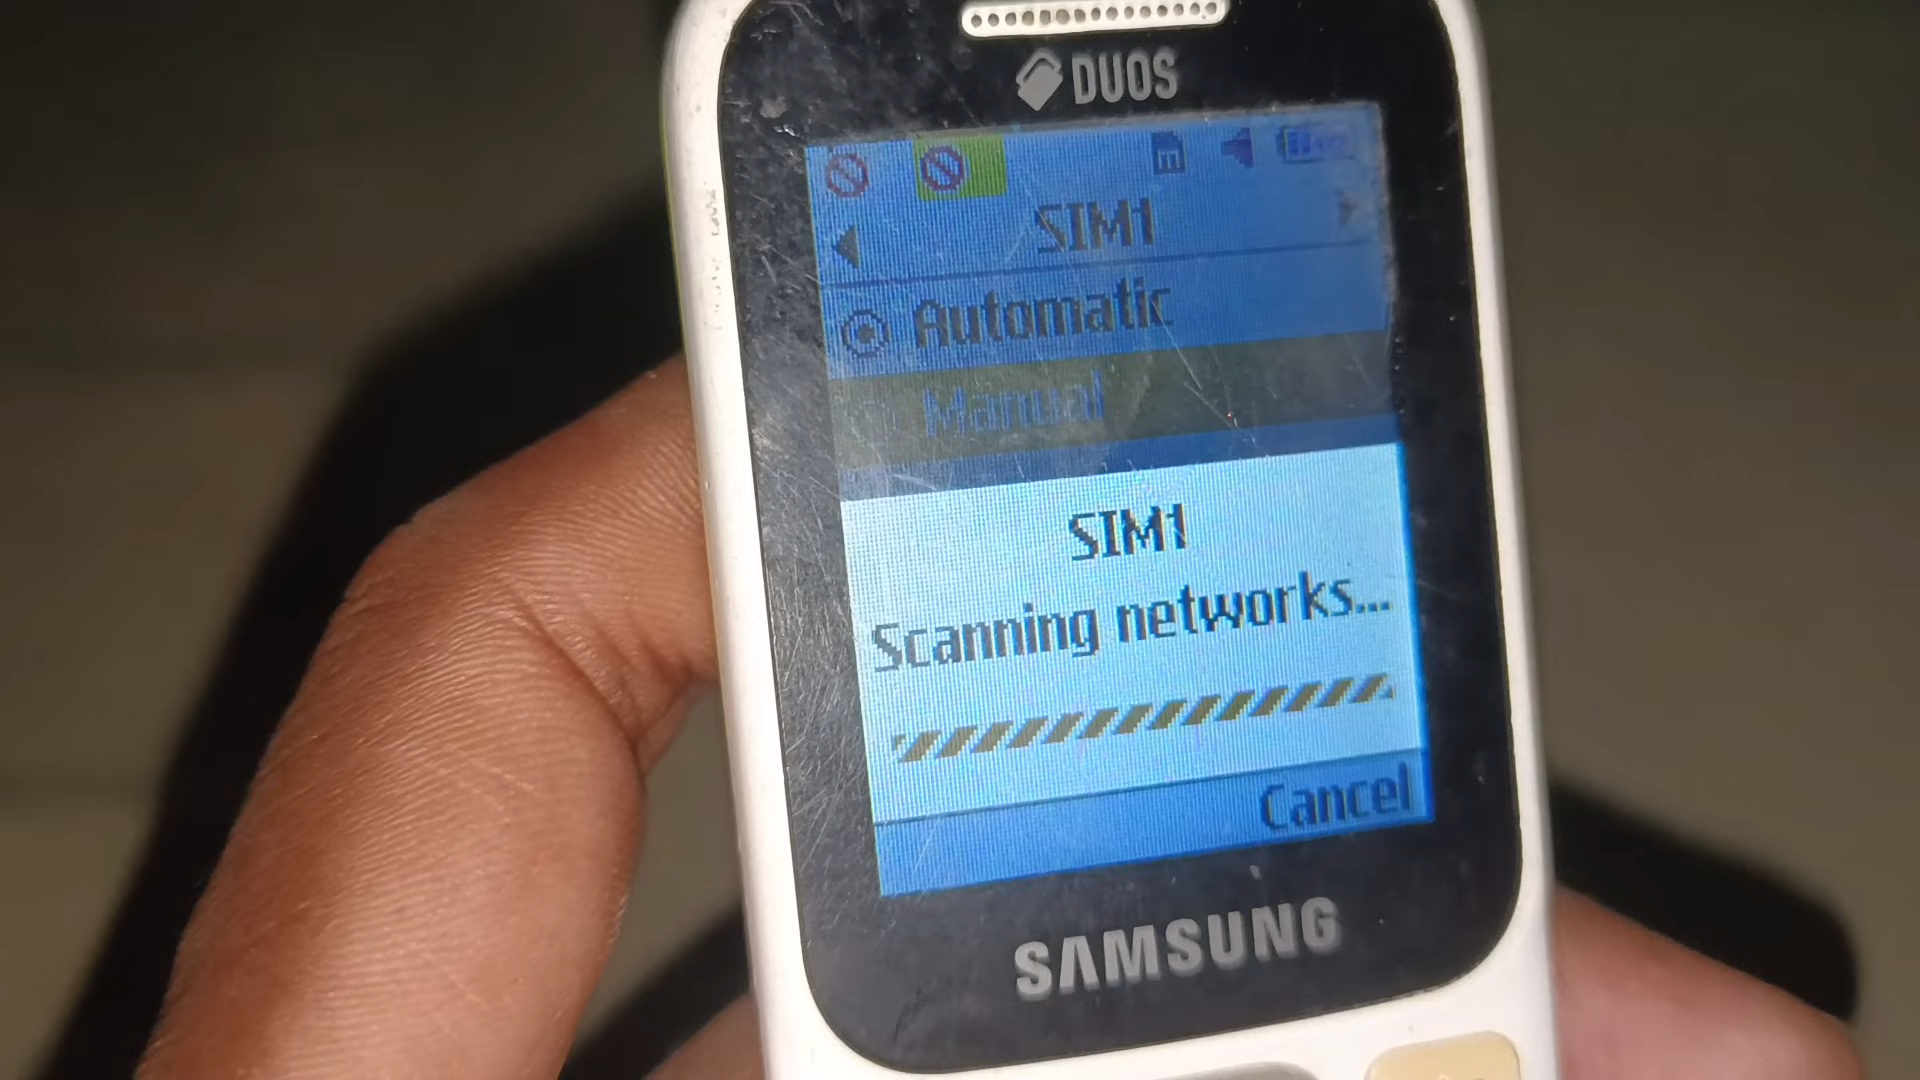 DUOS
SIM1
Automatic
Manual
SIM1
Scanning networks...
Cancel
SAMSUNG